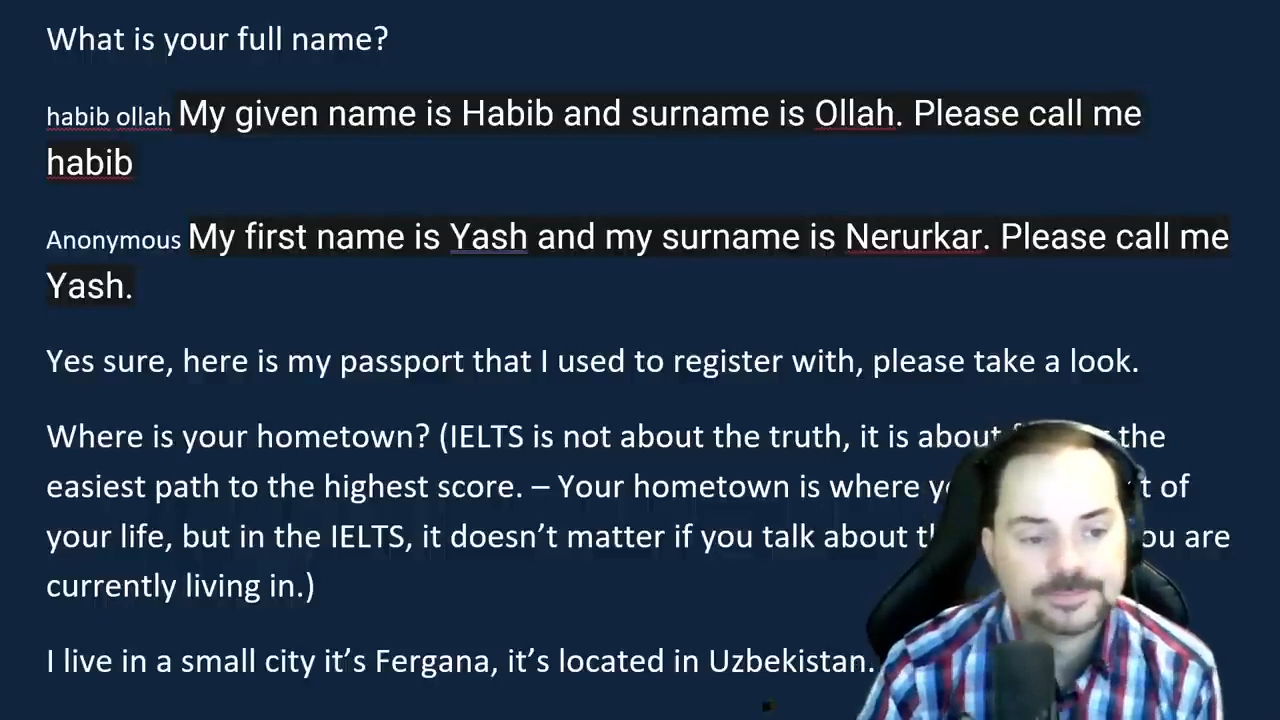 What is your full name?
habib ollah My given name is Habib and surname is Ollah. Please call me
habib
Anonymous My first name is Yash and my surname is Nerurkar. Please call me
Yash.
Yes sure, here is my passport that I used to register with, please take a look.
Where is your hometown? (IELTS is not about the truth, it is about the
easiest path to the highest score. – Your hometown is where of
your life, but in the IELTS, it doesn't matter if you talk about you are
currently living in.)
I live in a small city it's Fergana, it's located in Uzbekistan.